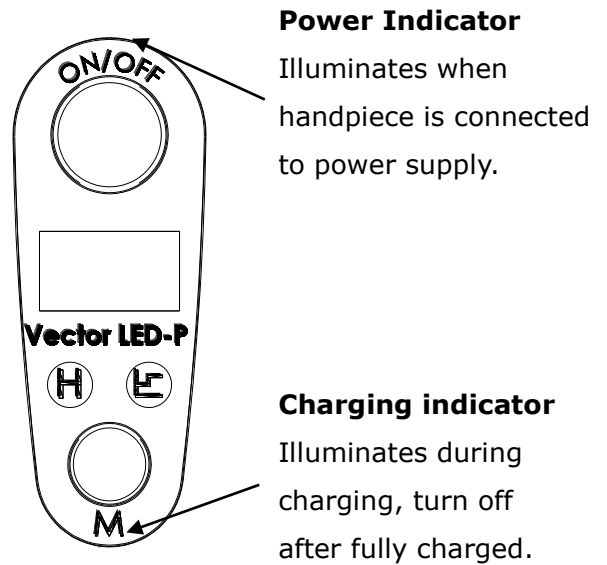 Power Indicator
Illuminates when
handpiece is connected
to power supply.
ON/OFF
Vector LED-P
H
M
Charging indicator
Illuminates during
charging, turn off
after fully charged.